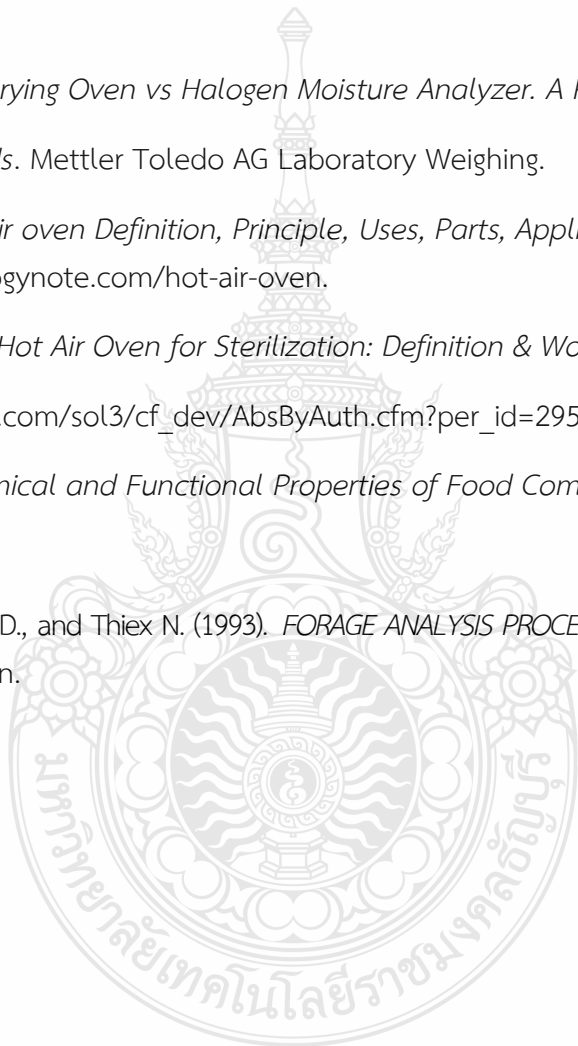 rying Oven vs Halogen Moisture Analyzer. A
ds. Mettler Toledo AG Laboratory Weighing.
ir oven Definition, Principle, Uses, Parts, Appli
ogynote.com/hot-air-oven.
Hot Air Oven for Sterilization: Definition & Wo
.com/sol3/cf_dev/AbsByAuth.cfm?per_id=295
mical and Functional Properties of Food Com
D., and Thiex N. (1993). FORAGE ANALYSIS PROCE
n.
มหาวิทยาลัยเทคโนโลยีราชมงคลธัญบุรี